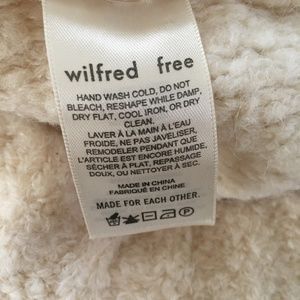 wilfred free
HAND WASH COLD, DO NOT
BLEACH, RESHAPE WHILE DAMP,
DRY FLAT, COOL IRON, OR DRY
CLEAN.
LAVER À LA MAIN À L'EAU
FROIDE, NE PAS JAVELISER,
REMODELER PENDANT QUE
L'ARTICLE EST ENCORE HUMIDE,
SÉCHER À PLAT, REPASSAGE
DOUX, OU NETTOYER À SEC.
MADE IN CHINA
FABRIQUÉ EN CHINE
MADE FOR EACH OTHER.